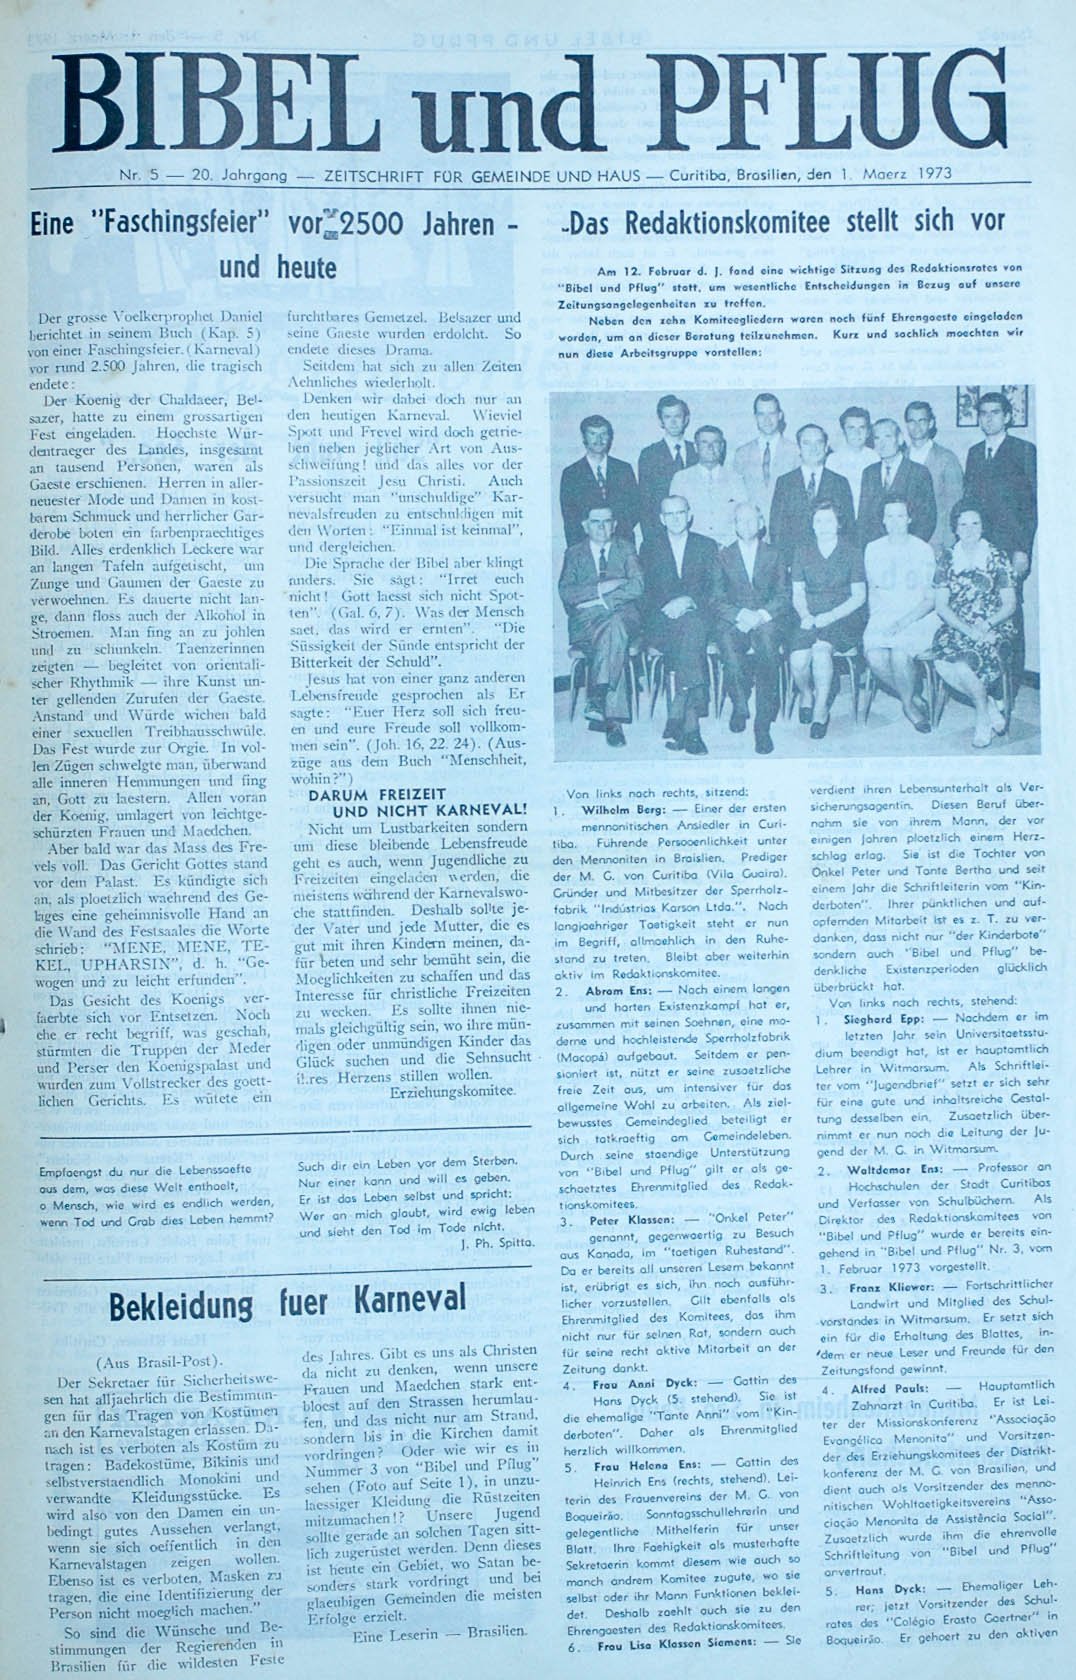 BIBEL und PFLUG
Nr. 5 — 20. Jahrgang — ZEITSCHRIFT FÜR GEMEINDE UND HAUS — Curitiba, Brasilien, den 1. Maerz 1973
Eine "Faschingsfeier" vor 2500 Jahren -
und heute
Der grosse Voelkerprophet Daniel
berichtet in seinem Buch (Kap. 5)
von einer Faschingsfeier (Karneval)
vor rund 2.500 Jahren, die tragisch
endete:
Der Koenig der Chaldaeer, Bel-
sazer, hatte zu einem grossartigen
Fest eingeladen. Hoechste Wür-
dentraeger des Landes, insgesamt
an tausend Personen, waren als
Gaeste erschienen. Herren in aller-
neuester Mode und Damen in kost-
barem Schmuck und herrlicher Gar-
derobe boten ein farbenpraechtiges
Bild. Alles erdenklich Leckere war
an langen Tafeln aufgetischt, um
Zunge und Gaumen der Gaeste zu
verwoehnen. Es dauerte nicht lan-
ge, dann floss auch der Alkohol in
Stroemen. Man fing an zu johlen
und zu schunkeln. Taenzerinnen
zeigten — begleitet von orientali-
scher Rhythmik — ihre Kunst un-
ter gellenden Zurufen der Gaeste.
Anstand und Würde wichen bald
einer sexuellen Treibhausschwüle.
Das Fest wurde zur Orgie. In vol-
len Zügen schwelgte man, überwand
alle inneren Hemmungen und fing
an, Gott zu laestern. Allen voran
der Koenig, umlagert von leichtge-
schürzten Frauen und Maedchen.
Aber bald war das Mass des Fre-
vels voll. Das Gericht Gottes stand
vor dem Palast. Es kündigte sich
an, als ploetzlich waehrend des Ge-
lages eine geheimnisvolle Hand an
die Wand des Festsaales die Worte
schrieb: "MENE, MENE, TE-
KEL, UPHARSIN", d. h. "Ge-
wogen und zu leicht erfunden".
Das Gesicht des Koenigs ver-
faerbte sich vor Entsetzen. Noch
ehe er recht begriff, was geschah,
stürmten die Truppen der Meder
und Perser den Koenigspalast und
wurden zum Vollstrecker des goett-
lichen Gerichts. Es wütete ein
furchtbares Gemetzel. Belsazer und
seine Gaeste wurden erdolcht. So
endete dieses Drama.
Seitdem hat sich zu allen Zeiten
Aehnliches wiederholt.
Denken wir dabei doch nur an
den heutigen Karneval. Wieviel
Spott und Frevel wird doch getrie-
ben neben jeglicher Art von Aus-
schweifung! und das alles vor der
Passionszeit Jesu Christi. Auch
versucht man "unschuldige" Kar-
nevalsfreuden zu entschuldigen mit
den Worten: "Einmal ist keinmal",
und dergleichen.
Die Sprache der Bibel aber klingt
anders. Sie sagt: "Irret euch
nicht! Gott laesst sich nicht Spot-
ten". (Gal. 6, 7). Was der Mensch
saet, das wird er ernten". "Die
Süssigkeit der Sünde entspricht der
Bitterkeit der Schuld".
Jesus hat von einer ganz anderen
Lebensfreude gesprochen als Er
sagte: "Euer Herz soll sich freu-
en und eure Freude soll vollkom-
men sein". (Joh. 16, 22. 24). (Aus-
züge aus dem Buch "Menschheit,
wohin?")
DARUM FREIZEIT
UND NICHT KARNEVAL!
Nicht um Lustbarkeiten sondern
um diese bleibende Lebensfreude
geht es auch, wenn Jugendliche zu
Freizeiten eingeladen werden, die
meistens während der Karnevalswo-
che stattfinden. Deshalb sollte je-
der Vater und jede Mutter, die es
gut mit ihren Kindern meinen, da-
für beten und sehr bemüht sein, die
Moeglichkeiten zu schaffen und das
Interesse für christliche Freizeiten
zu wecken. Es sollte ihnen nie-
mals gleichgültig sein, wo ihre mün-
digen oder unmündigen Kinder das
Glück suchen und die Sehnsucht
ihres Herzens stillen wollen.
Erziehungskomitee.
Empfaengst du nur die Lebenssaefte
aus dem, was diese Welt enthaelt,
o Mensch, wie wird es endlich werden,
wenn Tod und Grab dies Leben hemmt?
Such dir ein Leben vor dem Sterben.
Nur einer kann und will es geben.
Er ist das Leben selbst und spricht:
Wer an mich glaubt, wird ewig leben
und sieht den Tod im Tode nicht.
J. Ph. Spitta.
Bekleidung fuer Karneval
(Aus Brasil-Post).
Der Sekretaer für Sicherheitswe-
sen hat alljaehrlich die Bestimmun-
gen für das Tragen von Kostümen
an den Karnevalstagen erlassen. Da-
nach ist es verboten als Kostüm zu
tragen: Badekostüme, Bikinis und
selbstverstaendlich Monokini und
verwandte Kleidungsstücke. Es
wird also von den Damen ein un-
bedingt gutes Aussehen verlangt,
wenn sie sich oeffentlich in den
Karnevalstagen zeigen wollen.
Ebenso ist es verboten, Masken zu
tragen, die eine Identifizierung der
Person nicht moeglich machen."
So sind die Wünsche und Be-
stimmungen der Regierenden in
Brasilien für die wildesten Feste
des Jahres. Gibt es uns als Christen
da nicht zu denken, wenn unsere
Frauen und Maedchen stark ent-
bloest auf den Strassen herumlau-
fen, und das nicht nur am Strand,
sondern bis in die Kirchen damit
vordringen? Oder wie wir es in
Nummer 3 von "Bibel und Pflug"
sehen (Foto auf Seite 1), in unzu-
laessiger Kleidung die Rüstzeiten
mitzumachen!? Unsere Jugend
sollte gerade an solchen Tagen sitt-
lich zugerüstet werden. Denn dieses
ist heute ein Gebiet, wo Satan be-
sonders stark vordringt und bei
glaeubigen Gemeinden die meisten
Erfolge erzielt.
Eine Leserin — Brasilien.
Das Redaktionskomitee stellt sich vor
Am 12. Februar d. J. fand eine wichtige Sitzung des Redaktionsrates von
"Bibel und Pflug" statt, um wesentliche Entscheidungen in Bezug auf unsere
Zeitungsangelegenheiten zu treffen.
Neben den zehn Komiteegliedern waren noch fünf Ehrengaeste eingeladen
worden, um an dieser Beratung teilzunehmen. Kurz und sachlich moechten wir
nun diese Arbeitsgruppe vorstellen:
Von links nach rechts, sitzend:
1. Wilhelm Berg: — Einer der ersten
mennonitischen Ansiedler in Curi-
tiba. Führende Persooenlichkeit unter
den Mennoniten in Braislien. Prediger
der M. G. von Curitiba (Vila Guaira).
Gründer und Mitbesitzer der Sperrholz-
fabrik "Indústrias Karson Ltda.". Nach
langjoehriger Taetigkeit steht er nun
im Begriff, allmaehlich in den Ruhe-
stand zu treten. Bleibt aber weiterhin
aktiv im Redaktionskomitee.
2. Abram Ens: — Nach einem langen
und harten Existenzkampf hat er,
zusammen mit seinen Soehnen, eine mo-
derne und hochleistende Sperrholzfabrik
(Macopá) aufgebaut. Seitdem er pen-
sioniert ist, nützt er seine zusaetzliche
freie Zeit aus, um intensiver für das
allgemeine Wohl zu arbeiten. Als ziel-
bewusstes Gemeindeglied beteiligt er
sich tatkraeftig am Gemeindeleben.
Durch seine staendige Unterstützung
von "Bibel und Pflug" gilt er als ge-
schaetztes Ehrenmitglied des Redak-
tionskomitees.
3. Peter Klassen: — "Onkel Peter"
genannt, gegenwaertig zu Besuch
aus Kanada, im "taetigen Ruhestand".
Da er bereits all unseren Lesern bekannt
ist, erübrigt es sich, ihn noch ausführ-
licher vorzustellen. Gilt ebenfalls als
Ehrenmitglied des Komitees, das ihm
nicht nur für seinen Rat, sondern auch
für seine recht aktive Mitarbeit an der
Zeitung dankt.
4. Frau Anni Dyck: — Gattin des
Hans Dyck (5. stehend). Sie ist
die ehemalige "Tante Anni" vom "Kin-
derboten". Daher als Ehrenmitglied
herzlich willkommen.
5. Frau Helena Ens: — Gattin des
Heinrich Ens (rechts, stehend). Lei-
terin des Frauenvereins der M. G. von
Boqueirão. Sonntagsschullehrerin und
gelegentliche Mithelferin für unser
Blatt. Ihre Faehigkeit als musterhafte
Sekretaerin kommt diesem wie auch so
manch andrem Komitee zugute, wo sie
selbst oder ihr Mann Funktionen beklei-
det. Deshalb zaehlt auch sie zu den
Ehrengaesten des Redaktionskomitees.
6. Frau Lisa Klassen Siemens: — Sie
verdient ihren Lebensunterhalt als Ver-
sicherungsagentin. Diesen Beruf über-
nahm sie von ihrem Mann, der vor
einigen Jahren ploetzlich einem Herz-
schlag erlag. Sie ist die Tochter von
Onkel Peter und Tante Bertha und seit
einem Jahr die Schriftleiterin vom "Kin-
derboten". Ihrer pünktlichen und auf-
opfernden Mitarbeit ist es z. T. zu ver-
danken, dass nicht nur "der Kinderbote"
sondern auch "Bibel und Pflug" be-
denkliche Existenzperioden glücklich
überbrückt hat.
Von links nach rechts, stehend:
1. Sieghard Epp: — Nachdem er im
letzten Jahr sein Universitaetsstu-
dium beendigt hat, ist er hauptamtlich
Lehrer in Witmarsum. Als Schriftlei-
ter vom "Jugendbrief" setzt er sich sehr
für eine gute und inhaltsreiche Gestal-
tung desselben ein. Zusaetzlich über-
nimmt er nun noch die Leitung der Ju-
gend der M. G. in Witmarsum.
2. Waldemar Ens: — Professor an
Hochschulen der Stadt Curitibas
und Verfasser von Schulbüchern. Als
Direktor des Redaktionskomitees von
"Bibel und Pflug" wurde er bereits ein-
gehend in "Bibel und Pflug" Nr. 3, vom
1. Februar 1973 vorgestellt.
3. Franz Kliewer: — Fortschrittlicher
Landwirt und Mitglied des Schul-
vorstandes in Witmarsum. Er setzt sich
ein für die Erhaltung des Blattes, in-
dem er neue Leser und Freunde für den
Zeitungsfond gewinnt.
4. Alfred Pauls: — Hauptamtlich
Zahnarzt in Curitiba. Er ist Lei-
ter der Missionskonferenz "Associação
Evangélica Menonita" und Vorsitzen-
der des Erziehungskomitees der Distrikt-
konferenz der M. G. von Brasilien, und
dient auch als Vorsitzender des menno-
nitischen Wohltaetigkeitsvereins "Asso-
ciação Menonita de Assistência Social".
Zusaetzlich wurde ihm die ehrenvolle
Schriftleitung von "Bibel und Pflug"
anvertraut.
5. Hans Dyck: — Ehemaliger Leh-
rer; jetzt Vorsitzender des Schul-
rates des "Colégio Erasto Gaertner" in
Boqueirão. Er gehoert zu den aktiven